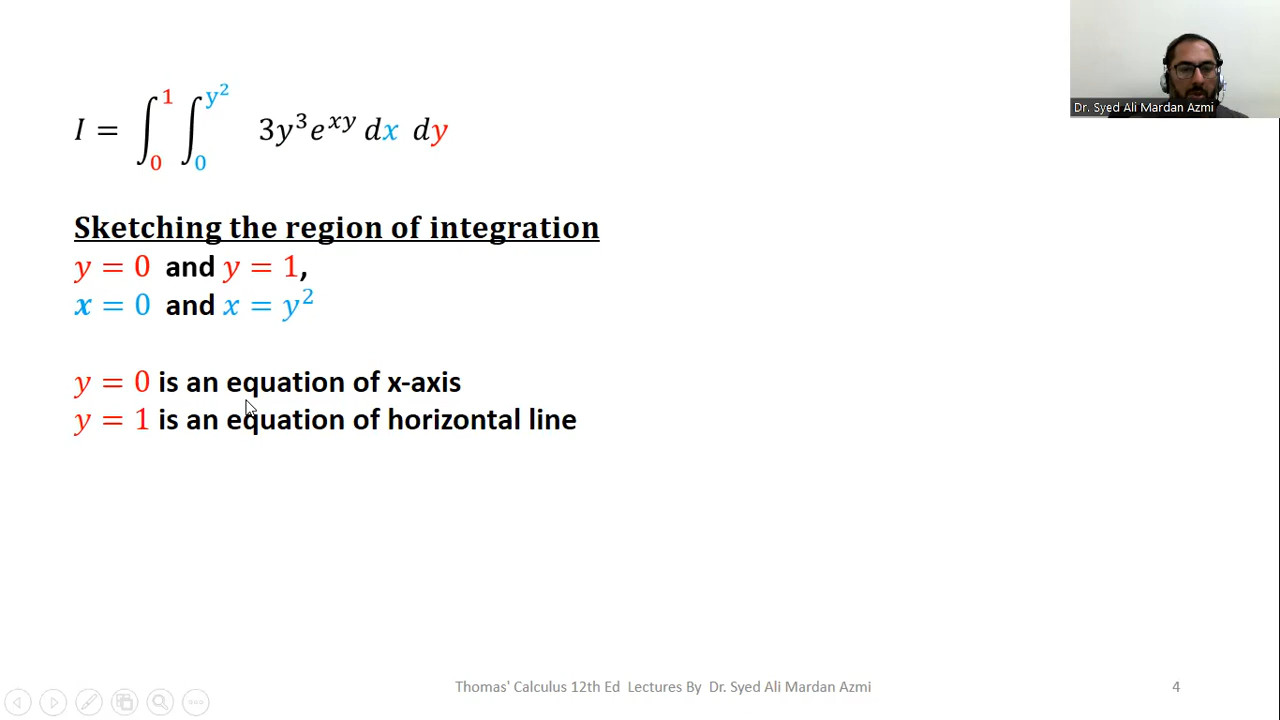 Dr. Syed Ali Mardan Azmi
I = ∫₀¹ ∫₀^{y²} 3y³e^{xy} dx dy
Sketching the region of integration
y = 0 and y = 1,
x = 0 and x = y²
y = 0 is an equation of x-axis
y = 1 is an equation of horizontal line
Thomas' Calculus 12th Ed Lectures By Dr. Syed Ali Mardan Azmi
4